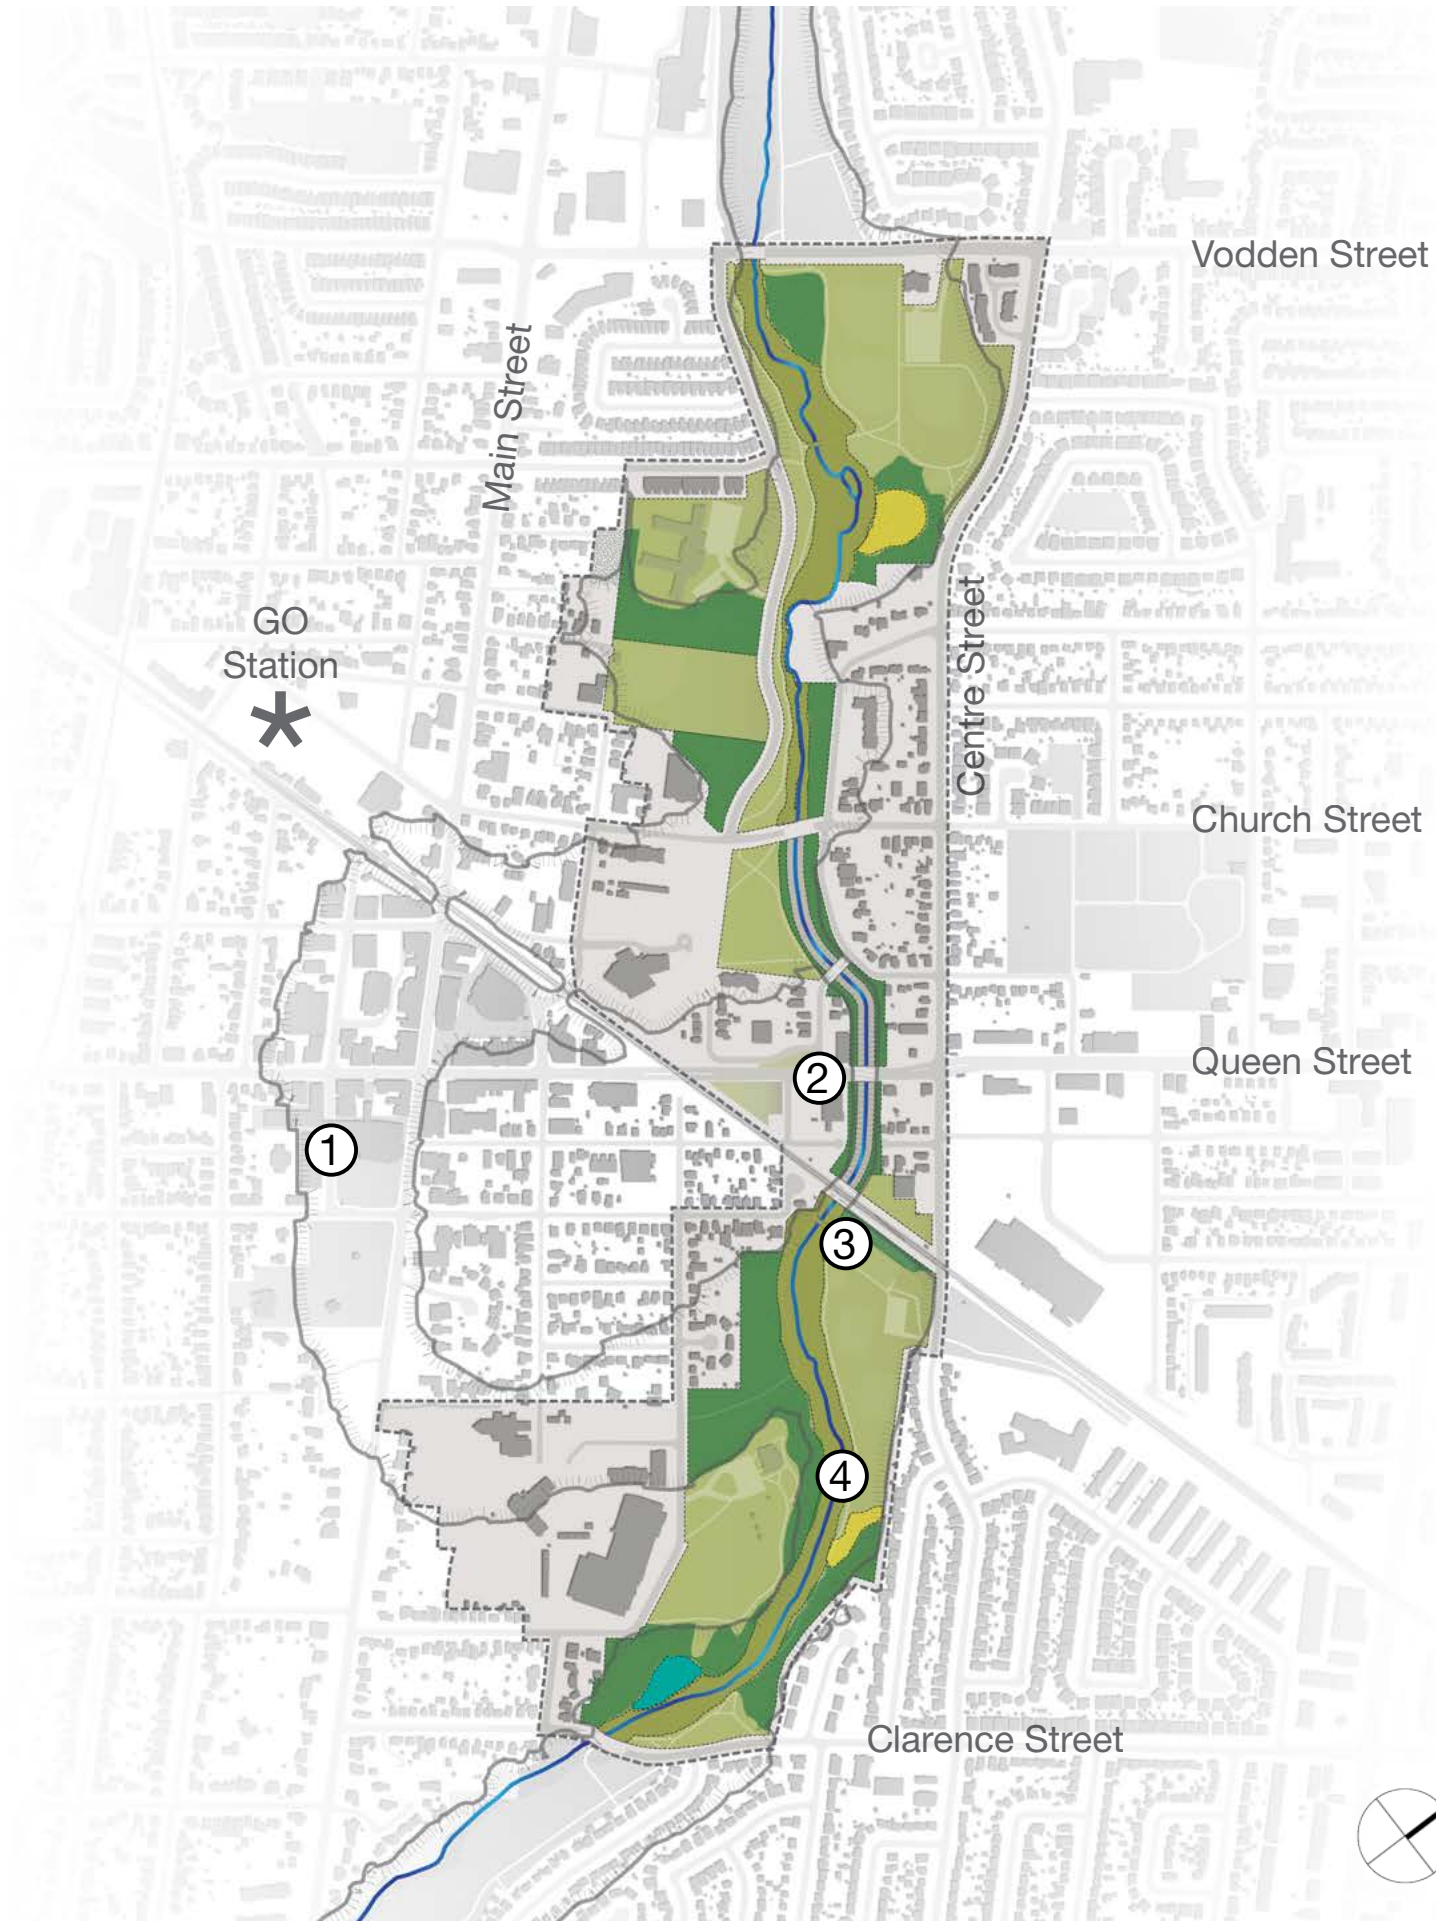 Vodden Street
Main Street
GO
Station
Centre Street
Church Street
Queen Street
2
1
3
4
Clarence Street